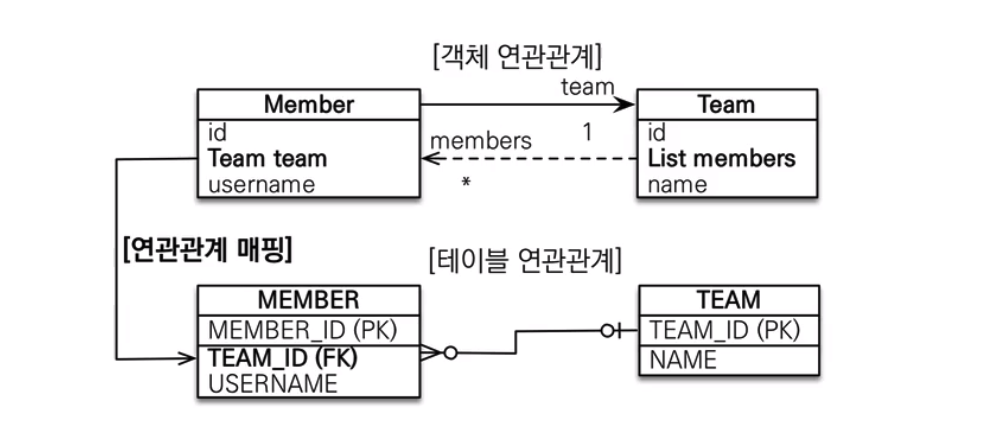 [객체 연관관계]
team
Member
Team
id
Team team
username
members
1
*
id
List members
name
[연관관계 매핑]
[테이블 연관관계]
MEMBER
MEMBER_ID (PK)
TEAM_ID (FK)
USERNAME
TEAM
TEAM_ID (PK)
NAME